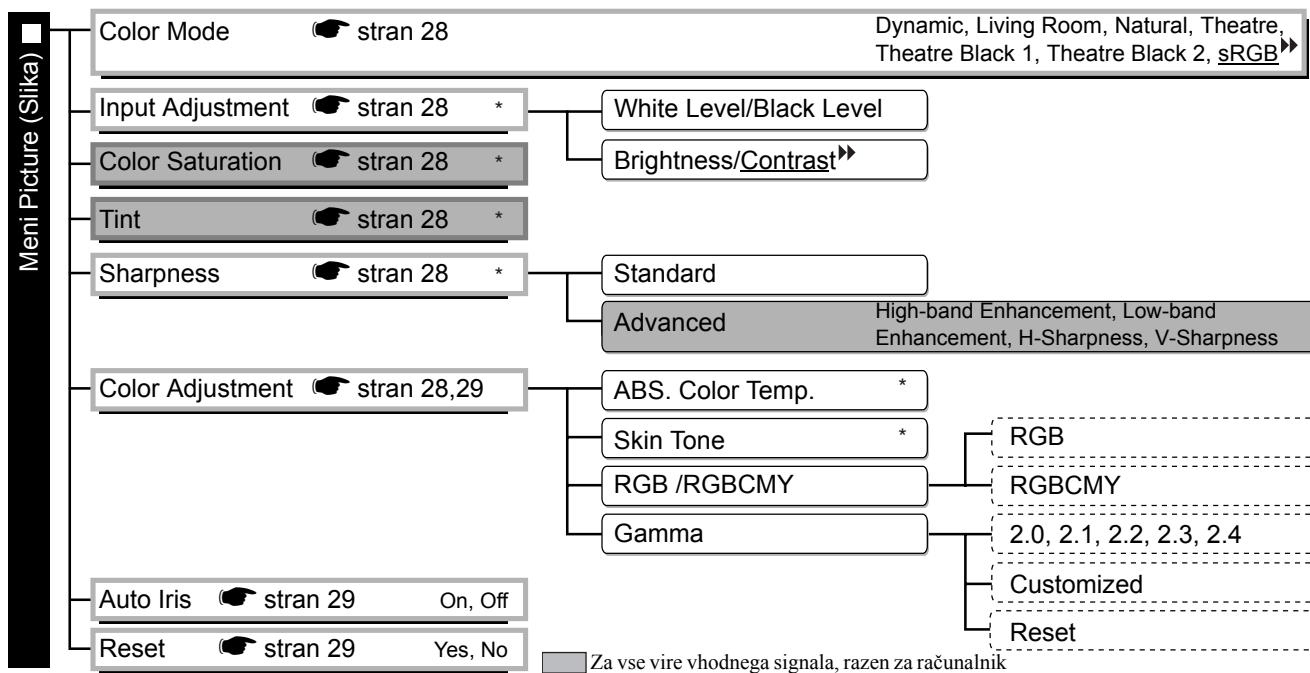 Meni Picture (Slika)
Color Mode stran 28
Dynamic, Living Room, Natural, Theatre,
Theatre Black 1, Theatre Black 2, sRGB
Input Adjustment stran 28 *
White Level/Black Level
Brightness/Contrast
Color Saturation stran 28 *
Tint stran 28 *
Sharpness stran 28 *
Standard
Advanced
High-band Enhancement, Low-band
Enhancement, H-Sharpness, V-Sharpness
Color Adjustment stran 28,29
ABS. Color Temp. *
Skin Tone *
RGB /RGBCMY
RGB
RGBCMY
Gamma
2.0, 2.1, 2.2, 2.3, 2.4
Customized
Reset
Auto Iris stran 29 On, Off
Reset stran 29 Yes, No
Za vse vire vhodnega signala, razen za računalnik